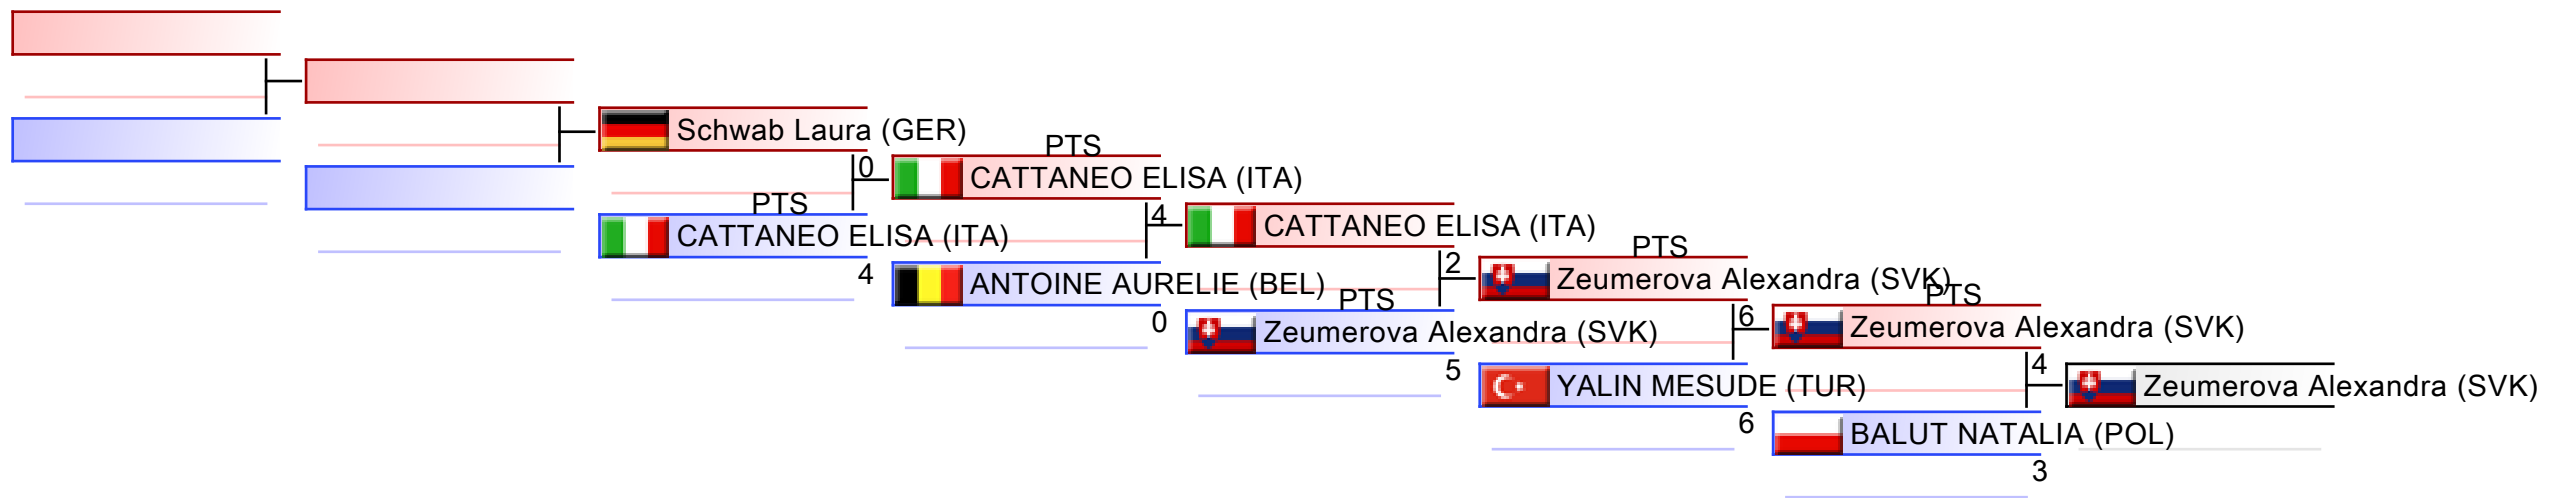 Schwab Laura (GER)
0
PTS
CATTANEO ELISA (ITA)
4
PTS
CATTANEO ELISA (ITA)
4
ANTOINE AURELIE (BEL)
0
CATTANEO ELISA (ITA)
2
PTS
Zeumerova Alexandra (SVK)
5
PTS
Zeumerova Alexandra (SVK)
6
YALIN MESUDE (TUR)
6
PTS
Zeumerova Alexandra (SVK)
4
BALUT NATALIA (POL)
3
Zeumerova Alexandra (SVK)